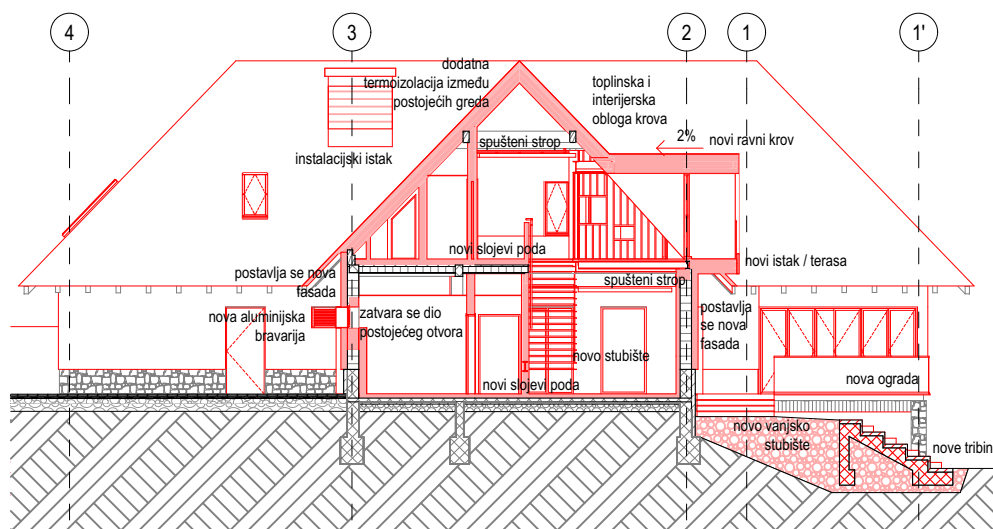 4
3
2
1
1'
dodatna
termoizolacija između
postojećih greda
toplinska i
interijerska
obloga krova
2%
novi ravni krov
spušteni strop
instalacijski istak
novi slojevi poda
novi istak / terasa
postavlja se nova
fasada
spušteni strop
nova aluminijska
bravarija
zatvara se dio
postojećeg otvora
postavlja
se nova
fasada
novo stubište
novi slojevi poda
nova ograda
novo vanjsko
stubište
nove tribin